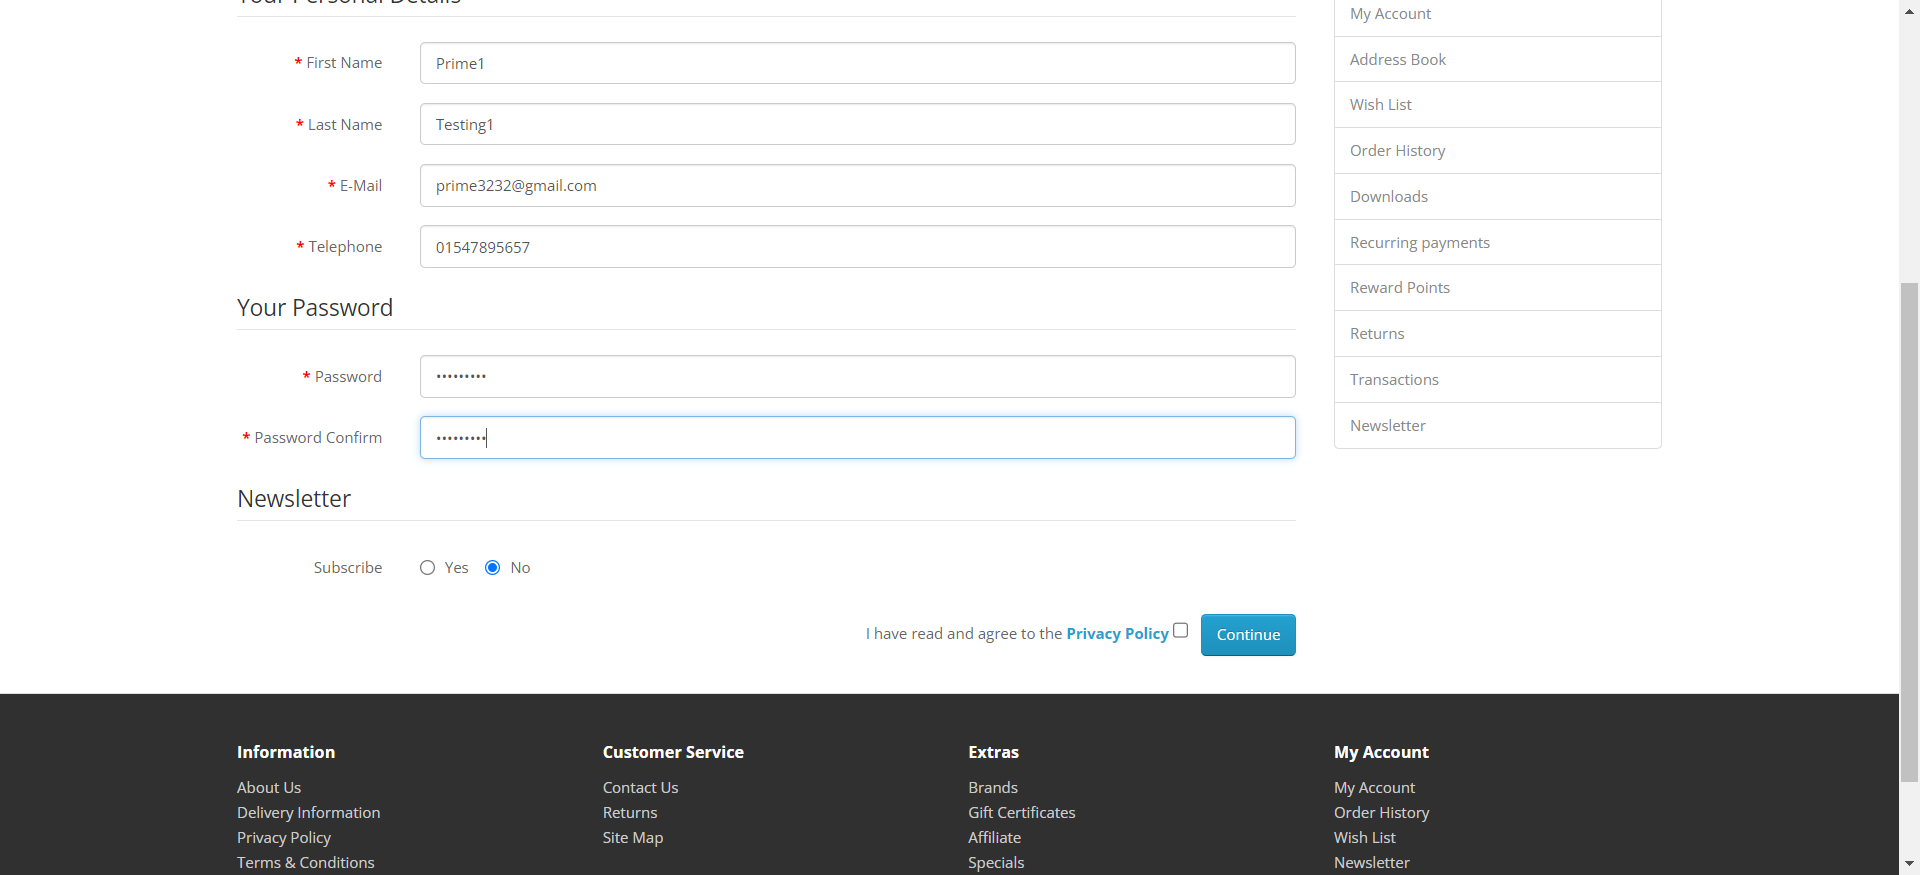 Your Personal Details
* First Name
Prime1
* Last Name
Testing1
* E-Mail
prime3232@gmail.com
* Telephone
01547895657
Your Password
* Password
•••••••••
* Password Confirm
•••••••••
Newsletter
Subscribe Yes No
I have read and agree to the Privacy Policy Continue
My Account
Address Book
Wish List
Order History
Downloads
Recurring payments
Reward Points
Returns
Transactions
Newsletter
Information
About Us
Delivery Information
Privacy Policy
Terms & Conditions
Customer Service
Contact Us
Returns
Site Map
Extras
Brands
Gift Certificates
Affiliate
Specials
My Account
My Account
Order History
Wish List
Newsletter